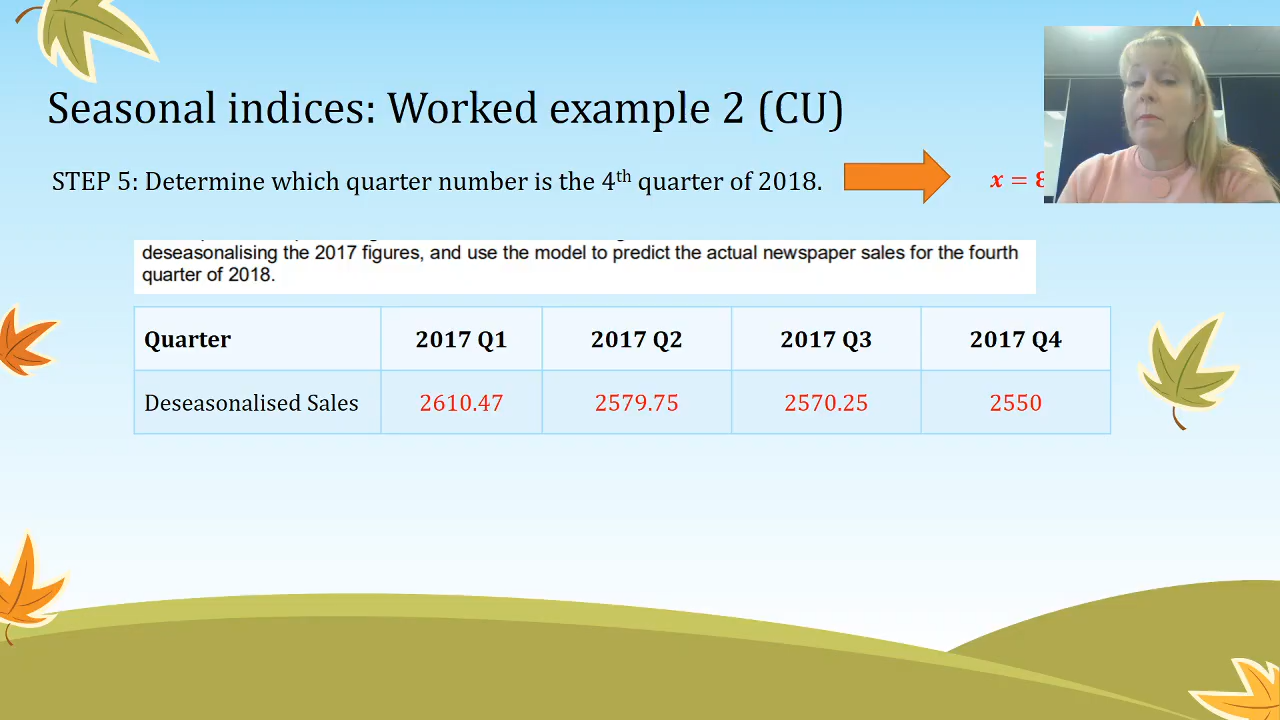 Seasonal indices: Worked example 2 (CU)
STEP 5: Determine which quarter number is the 4th quarter of 2018.
x = 8
deseasonalising the 2017 figures, and use the model to predict the actual newspaper sales for the fourth
quarter of 2018.
Quarter 2017 Q1 2017 Q2 2017 Q3 2017 Q4
Deseasonalised Sales 2610.47 2579.75 2570.25 2550